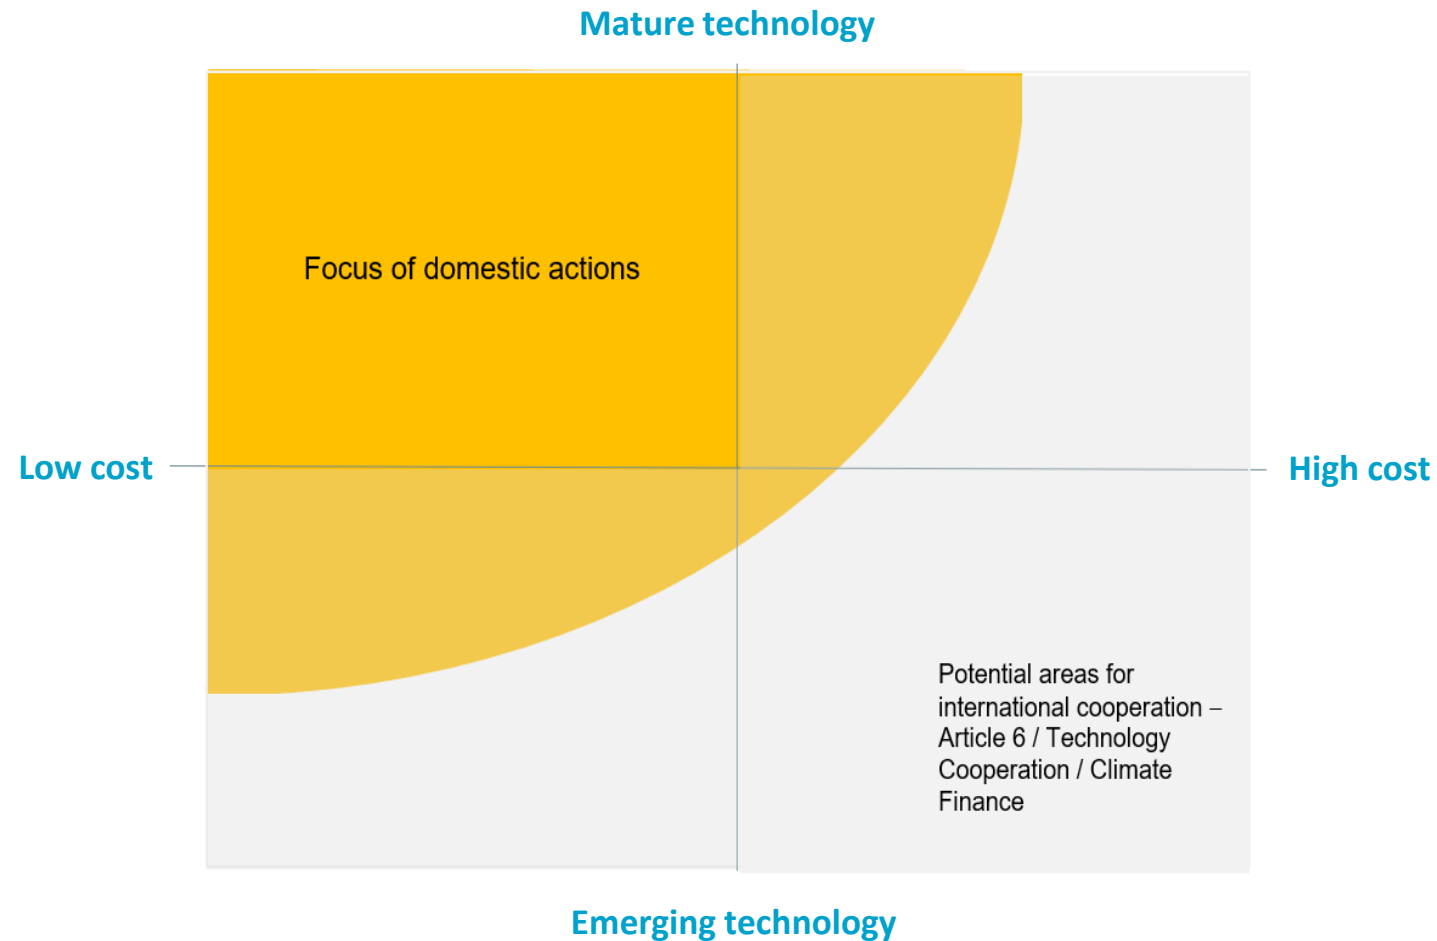 Mature technology
Focus of domestic actions
Low cost
High cost
Potential areas for
international cooperation –
Article 6 / Technology
Cooperation / Climate
Finance
Emerging technology